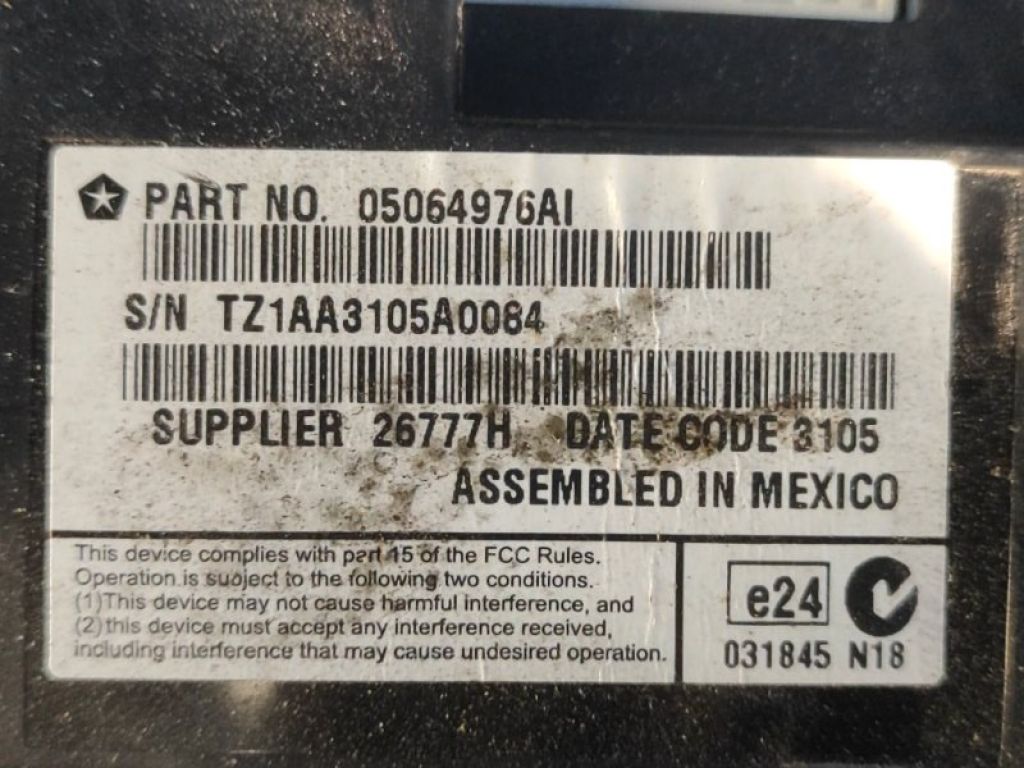 PART NO. 05064976AI
S/N TZ1AA3105A0084
SUPPLIER 26777H DATE CODE 3105
ASSEMBLED IN MEXICO
This device complies with part 15 of the FCC Rules.
Operation is subject to the following two conditions.
(1)This device may not cause harmful interference, and
(2)this device must accept any interference received,
including interference that may cause undesired operation.
e24
031845 N18